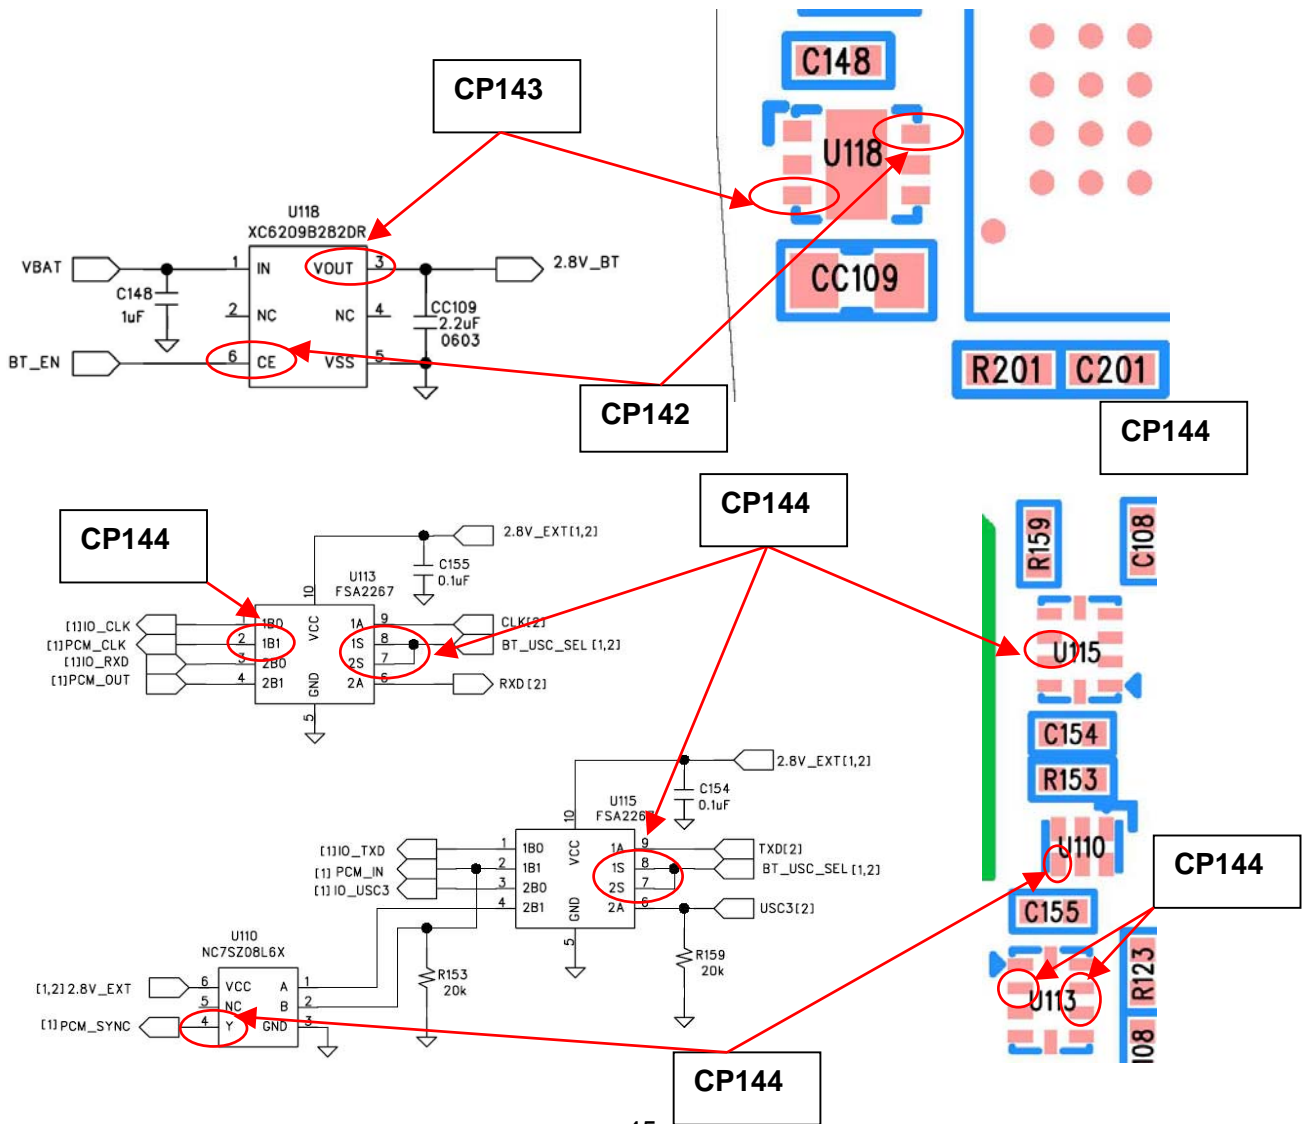 CP143
C148
U118
CC109
R201 C201
CP144
U118
XC6209B282DR
VBAT
1 IN
VOUT 3
2.8V_BT
C148
1uF
2 NC
NC 4
CC109
2.2uF
0603
BT_EN
6 CE
VSS 5
CP142
CP144
CP144
2.8V_EXT[1,2]
C155
0.1uF
U113
FSA2267
10
VCC
[1]IO_CLK
1 1B0
1A 9
CLK[2]
[1]PCM_CLK
2 1B1
1S 8
BT_USC_SEL[1,2]
[1]IO_RXD
3 2B0
2S 7
[1]PCM_OUT
4 2B1
2A 6
RXD[2]
GND
5
R159
C108
U115
C154
R153
U110
C155
U113
R123
CP144
2.8V_EXT[1,2]
C154
0.1uF
U115
FSA2267
10
VCC
[1]IO_TXD
1 1B0
1A 9
TXD[2]
[1] PCM_IN
2 1B1
1S 8
BT_USC_SEL[1,2]
[1]IO_USC3
3 2B0
2S 7
4 2B1
2A 6
USC3[2]
GND
5
R159
20k
R153
20k
U110
NC7SZ08L6X
[1,2]2.8V_EXT
6 VCC
A 1
5 NC
B 2
[1]PCM_SYNC
4 Y
GND 3
CP144